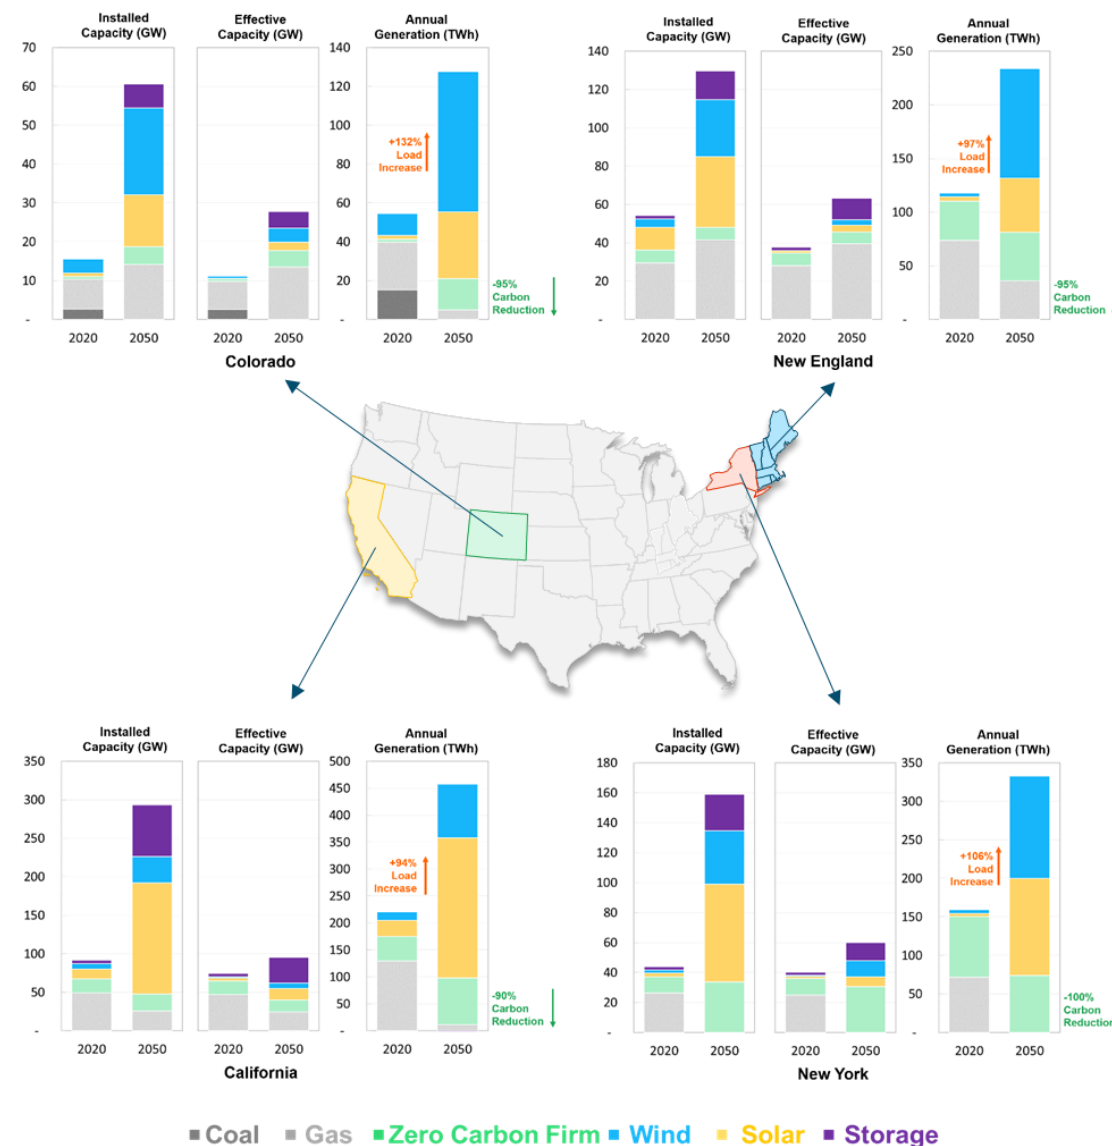 Installed
Capacity (GW)
Effective
Capacity (GW)
Annual
Generation (TWh)
70
60
50
40
30
20
10
-
140
120
100
80
60
40
20
-
+132%
Load
Increase
-95%
Carbon
Reduction
2020
2050
2020
2050
2020
2050
Colorado
Installed
Capacity (GW)
Effective
Capacity (GW)
Annual
Generation (TWh)
140
120
100
80
60
40
20
-
250
200
150
100
50
-
+97%
Load
Increase
-95%
Carbon
Reduction
2020
2050
2020
2050
2020
2050
New England
Installed
Capacity (GW)
Effective
Capacity (GW)
Annual
Generation (TWh)
350
300
250
200
150
100
50
-
500
450
400
350
300
250
200
150
100
50
-
+94%
Load
Increase
-90%
Carbon
Reduction
2020
2050
2020
2050
2020
2050
California
Installed
Capacity (GW)
Effective
Capacity (GW)
Annual
Generation (TWh)
180
160
140
120
100
80
60
40
20
-
350
300
250
200
150
100
50
-
+106%
Load
Increase
-100%
Carbon
Reduction
2020
2050
2020
2050
2020
2050
New York
Coal Gas Zero Carbon Firm Wind Solar Storage